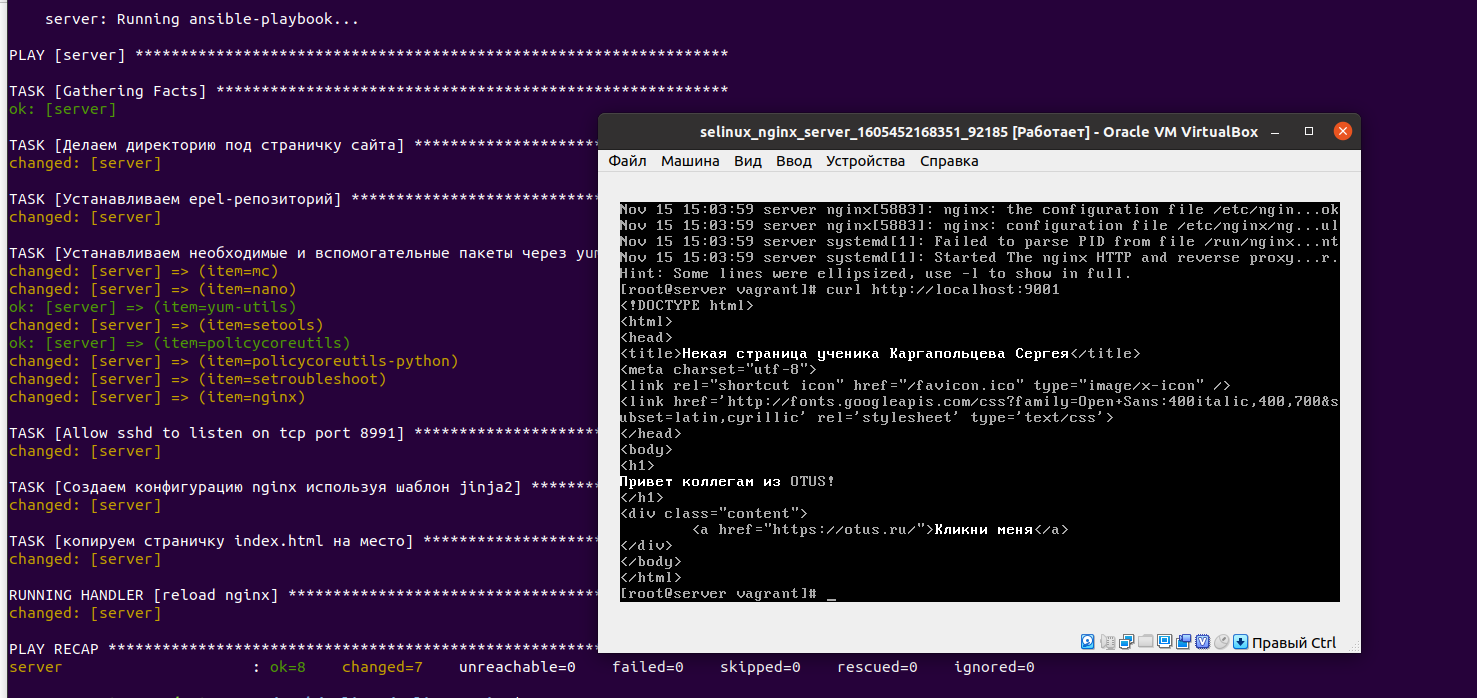 server: Running ansible-playbook...
PLAY [server] ******************************************************************
TASK [Gathering Facts] *********************************************************
ok: [server]
TASK [Делаем директорию под страничку сайта] *********************
changed: [server]
TASK [Устанавливаем epel-репозиторий] ****************************
changed: [server]
TASK [Устанавливаем необходимые и вспомогательные пакеты через yum
changed: [server] => (item=mc)
changed: [server] => (item=nano)
ok: [server] => (item=yum-utils)
changed: [server] => (item=setools)
ok: [server] => (item=policycoreutils)
changed: [server] => (item=policycoreutils-python)
changed: [server] => (item=setroubleshoot)
changed: [server] => (item=nginx)
TASK [Allow sshd to listen on tcp port 8991] *********************
changed: [server]
TASK [Создаем конфигурацию nginx используя шаблон jinja2] ********
changed: [server]
TASK [копируем страничку index.html на место] ********************
changed: [server]
RUNNING HANDLER [reload nginx] ***********************************
changed: [server]
PLAY RECAP *******************************************************
server : ok=8 changed=7 unreachable=0 failed=0 skipped=0 rescued=0 ignored=0
selinux_nginx_server_1605452168351_92185 [Работает] - Oracle VM VirtualBox
Файл Машина Вид Ввод Устройства Справка
Nov 15 15:03:59 server nginx[5883]: nginx: the configuration file /etc/ngin...ok
Nov 15 15:03:59 server nginx[5883]: nginx: configuration file /etc/nginx/ng...ul
Nov 15 15:03:59 server systemd[1]: Failed to parse PID from file /run/nginx...nt
Nov 15 15:03:59 server systemd[1]: Started The nginx HTTP and reverse proxy...r.
Hint: Some lines were ellipsized, use -l to show in full.
[root@server vagrant]# curl http://localhost:9001
<!DOCTYPE html>
<html>
<head>
<title>Некая страница ученика Каргапольцева Сергея</title>
<meta charset="utf-8">
<link rel="shortcut icon" href="/favicon.ico" type="image/x-icon" />
<link href='http://fonts.googleapis.com/css?family=Open+Sans:400italic,400,700&s
ubset=latin,cyrillic' rel='stylesheet' type='text/css'>
</head>
<body>
<h1>
Привет коллегам из OTUS!
</h1>
<div class="content">
<a href="https://otus.ru/">Кликни меня</a>
</div>
</body>
</html>
[root@server vagrant]# _
Правый Ctrl